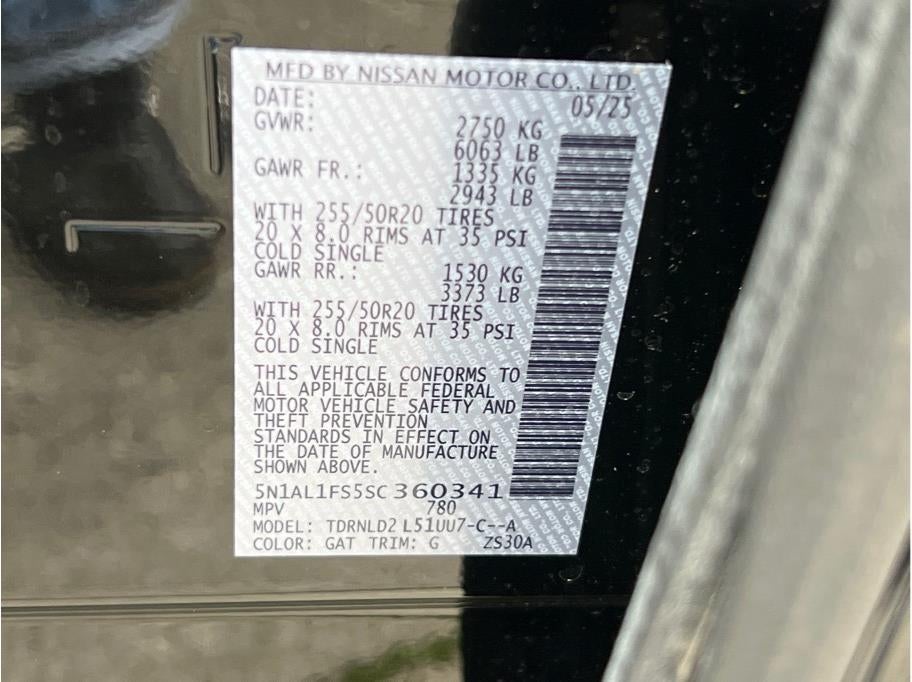 MFD BY NISSAN MOTOR CO., LTD.
DATE: 05/25
GVWR: 2750 KG
6063 LB
GAWR FR.: 1335 KG
2943 LB
WITH 255/50R20 TIRES
20 X 8.0 RIMS AT 35 PSI
COLD SINGLE
GAWR RR.: 1530 KG
3373 LB
WITH 255/50R20 TIRES
20 X 8.0 RIMS AT 35 PSI
COLD SINGLE
THIS VEHICLE CONFORMS TO
ALL APPLICABLE FEDERAL
MOTOR VEHICLE SAFETY AND
THEFT PREVENTION
STANDARDS IN EFFECT ON
THE DATE OF MANUFACTURE
SHOWN ABOVE.
5N1AL1FS5SC360341
MPV 780
MODEL: TDRNLD2 L51UU7-C--A
COLOR: GAT TRIM: G ZS30A